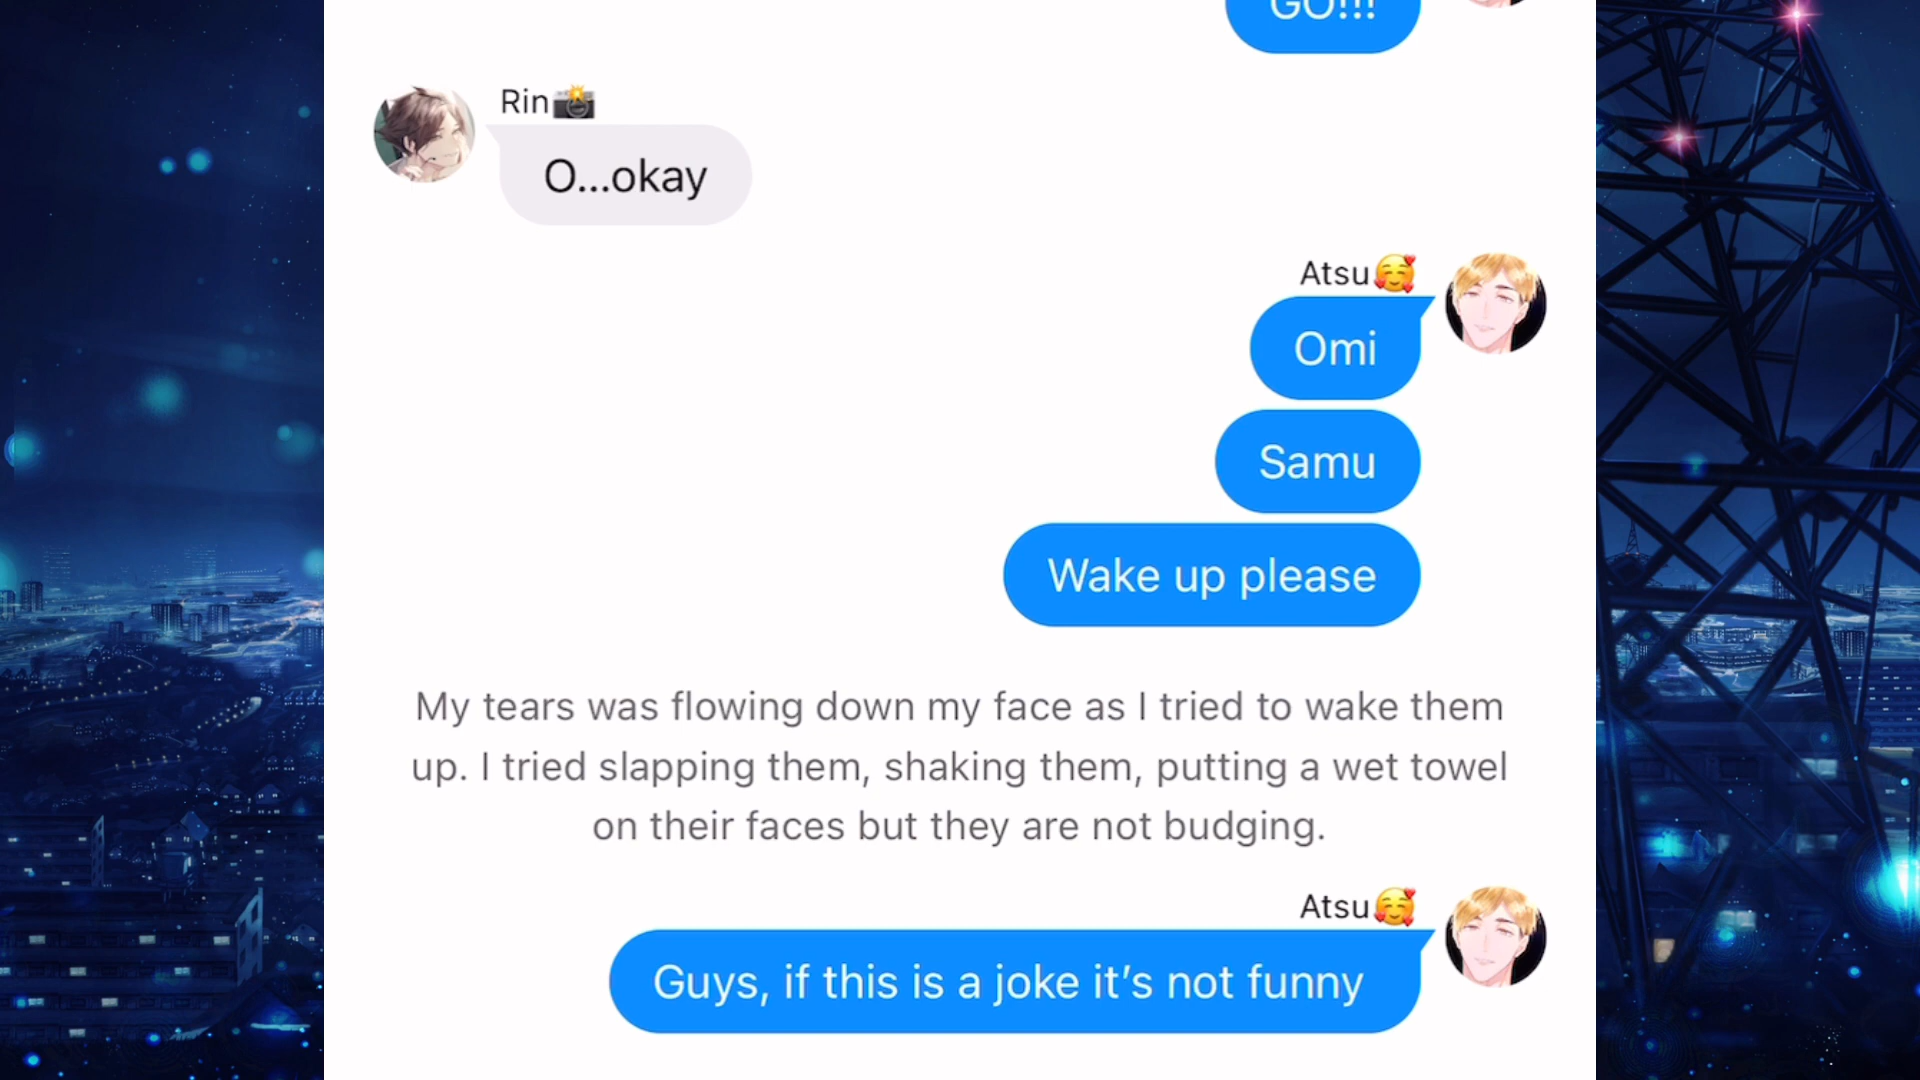 GO!!!
Rin📸
O...okay
Atsu🥰
Omi
Samu
Wake up please
My tears was flowing down my face as I tried to wake them
up. I tried slapping them, shaking them, putting a wet towel
on their faces but they are not budging.
Atsu🥰
Guys, if this is a joke it’s not funny